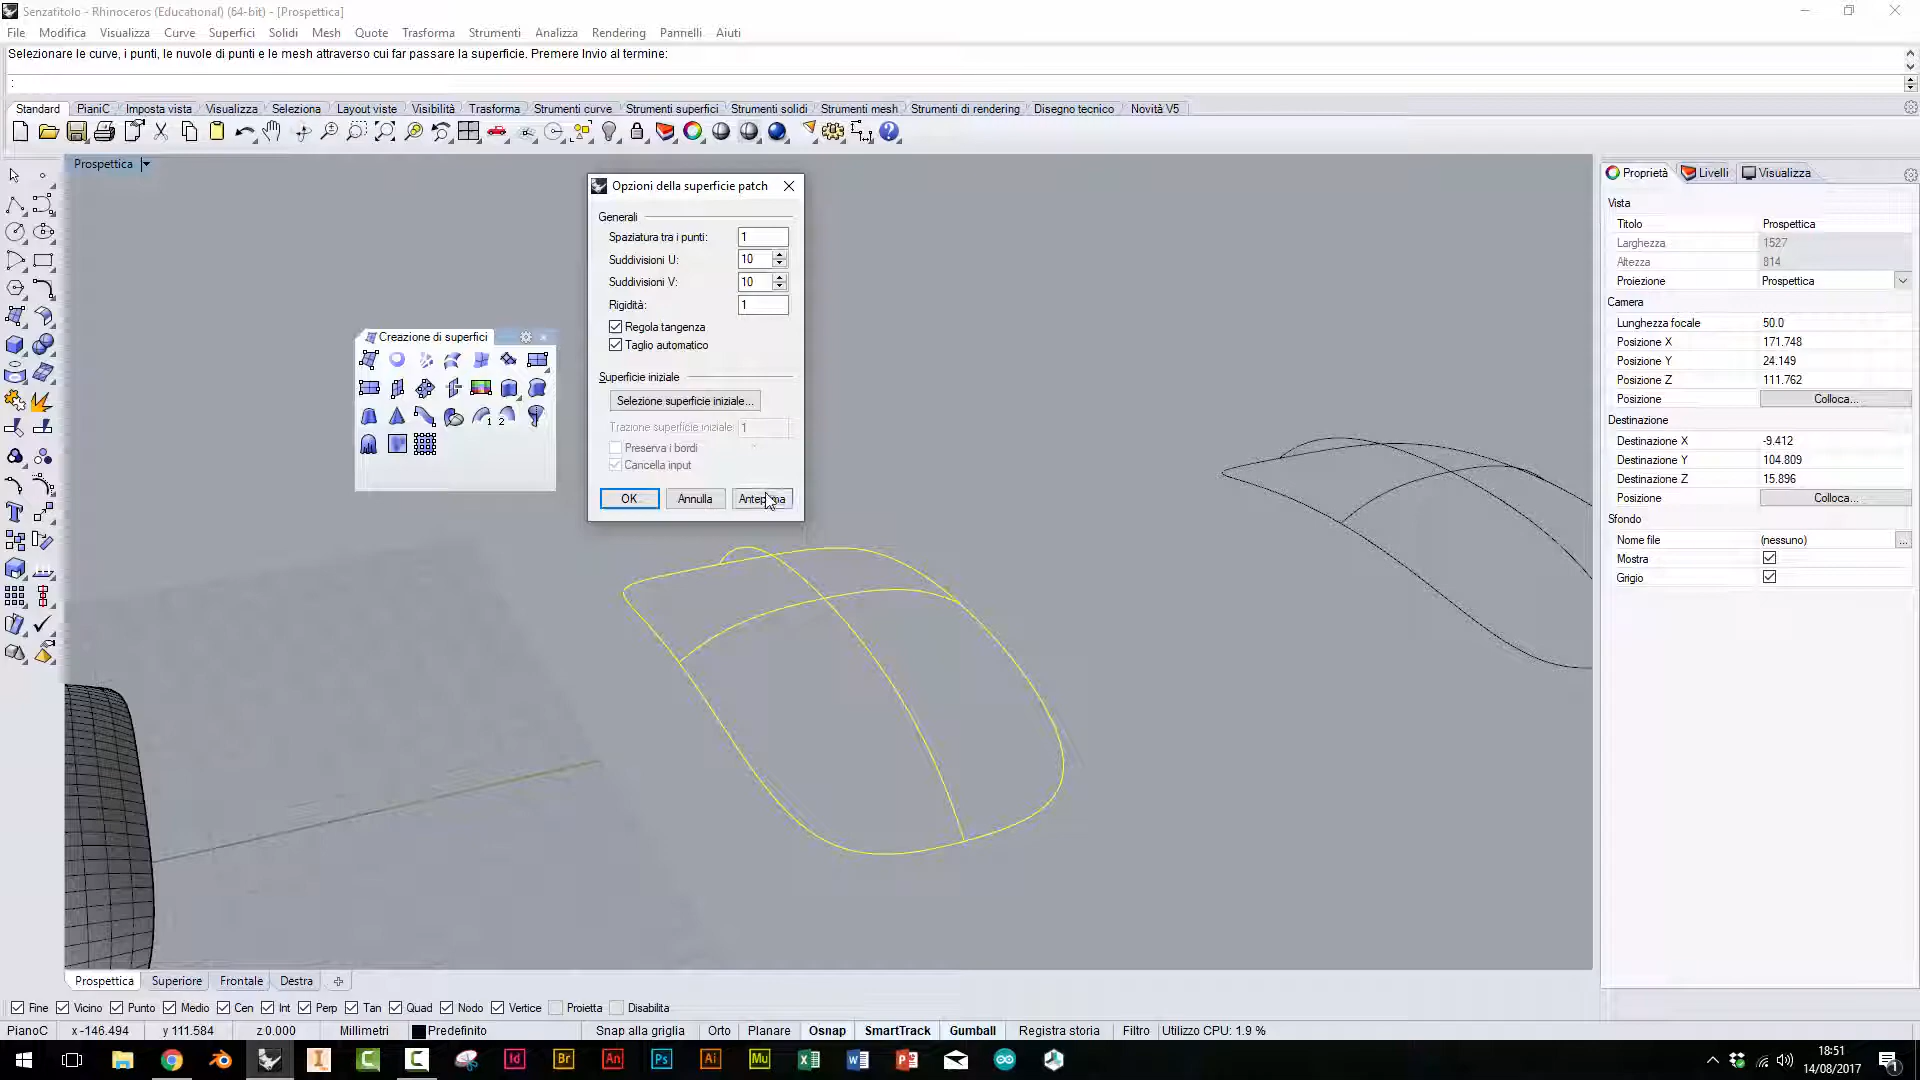 Senzatitolo - Rhinoceros (Educational) (64-bit) - [Prospettica]
File Modifica Visualizza Curve Superfici Solidi Mesh Quote Trasforma Strumenti Analizza Rendering Pannelli Aiuti
Selezionare le curve, i punti, le nuvole di punti e le mesh attraverso cui far passare la superficie. Premere Invio al termine:
:
Standard PianiC Imposta vista Visualizza Seleziona Layout viste Visibilità Trasforma Strumenti curve Strumenti superfici Strumenti solidi Strumenti mesh Strumenti di rendering Disegno tecnico Novità V5
Prospettica
Opzioni della superficie patch
Generali
Spaziatura tra i punti: 1
Suddivisioni U: 10
Suddivisioni V: 10
Rigidità: 1
Regola tangenza
Taglio automatico
Superficie iniziale
Selezione superficie iniziale...
Trazione superficie iniziale: 1
Preserva i bordi
Cancella input
OK Annulla
Creazione di superfici
1 2
Proprietà Livelli Visualizza
Vista
Titolo Prospettica
Larghezza 1527
Altezza 814
Proiezione Prospettica
Camera
Lunghezza focale 50.0
Posizione X 171.748
Posizione Y 24.149
Posizione Z 111.762
Posizione Colloca...
Destinazione
Destinazione X -9.412
Destinazione Y 104.809
Destinazione Z 15.896
Posizione Colloca...
Sfondo
Nome file (nessuno) ...
Mostra
Grigio
Prospettica Superiore Frontale Destra
Fine Vicino Punto Medio Cen Int Perp Tan Quad Nodo Vertice Proietta Disabilita
PianoC x -146.494 y 111.584 z 0.000 Millimetri Predefinito Snap alla griglia Orto Planare Osnap SmartTrack Gumball Registra storia Filtro Utilizzo CPU: 1.9 %
Id Br An Ps Ai Mu
18:51
14/08/2017
1